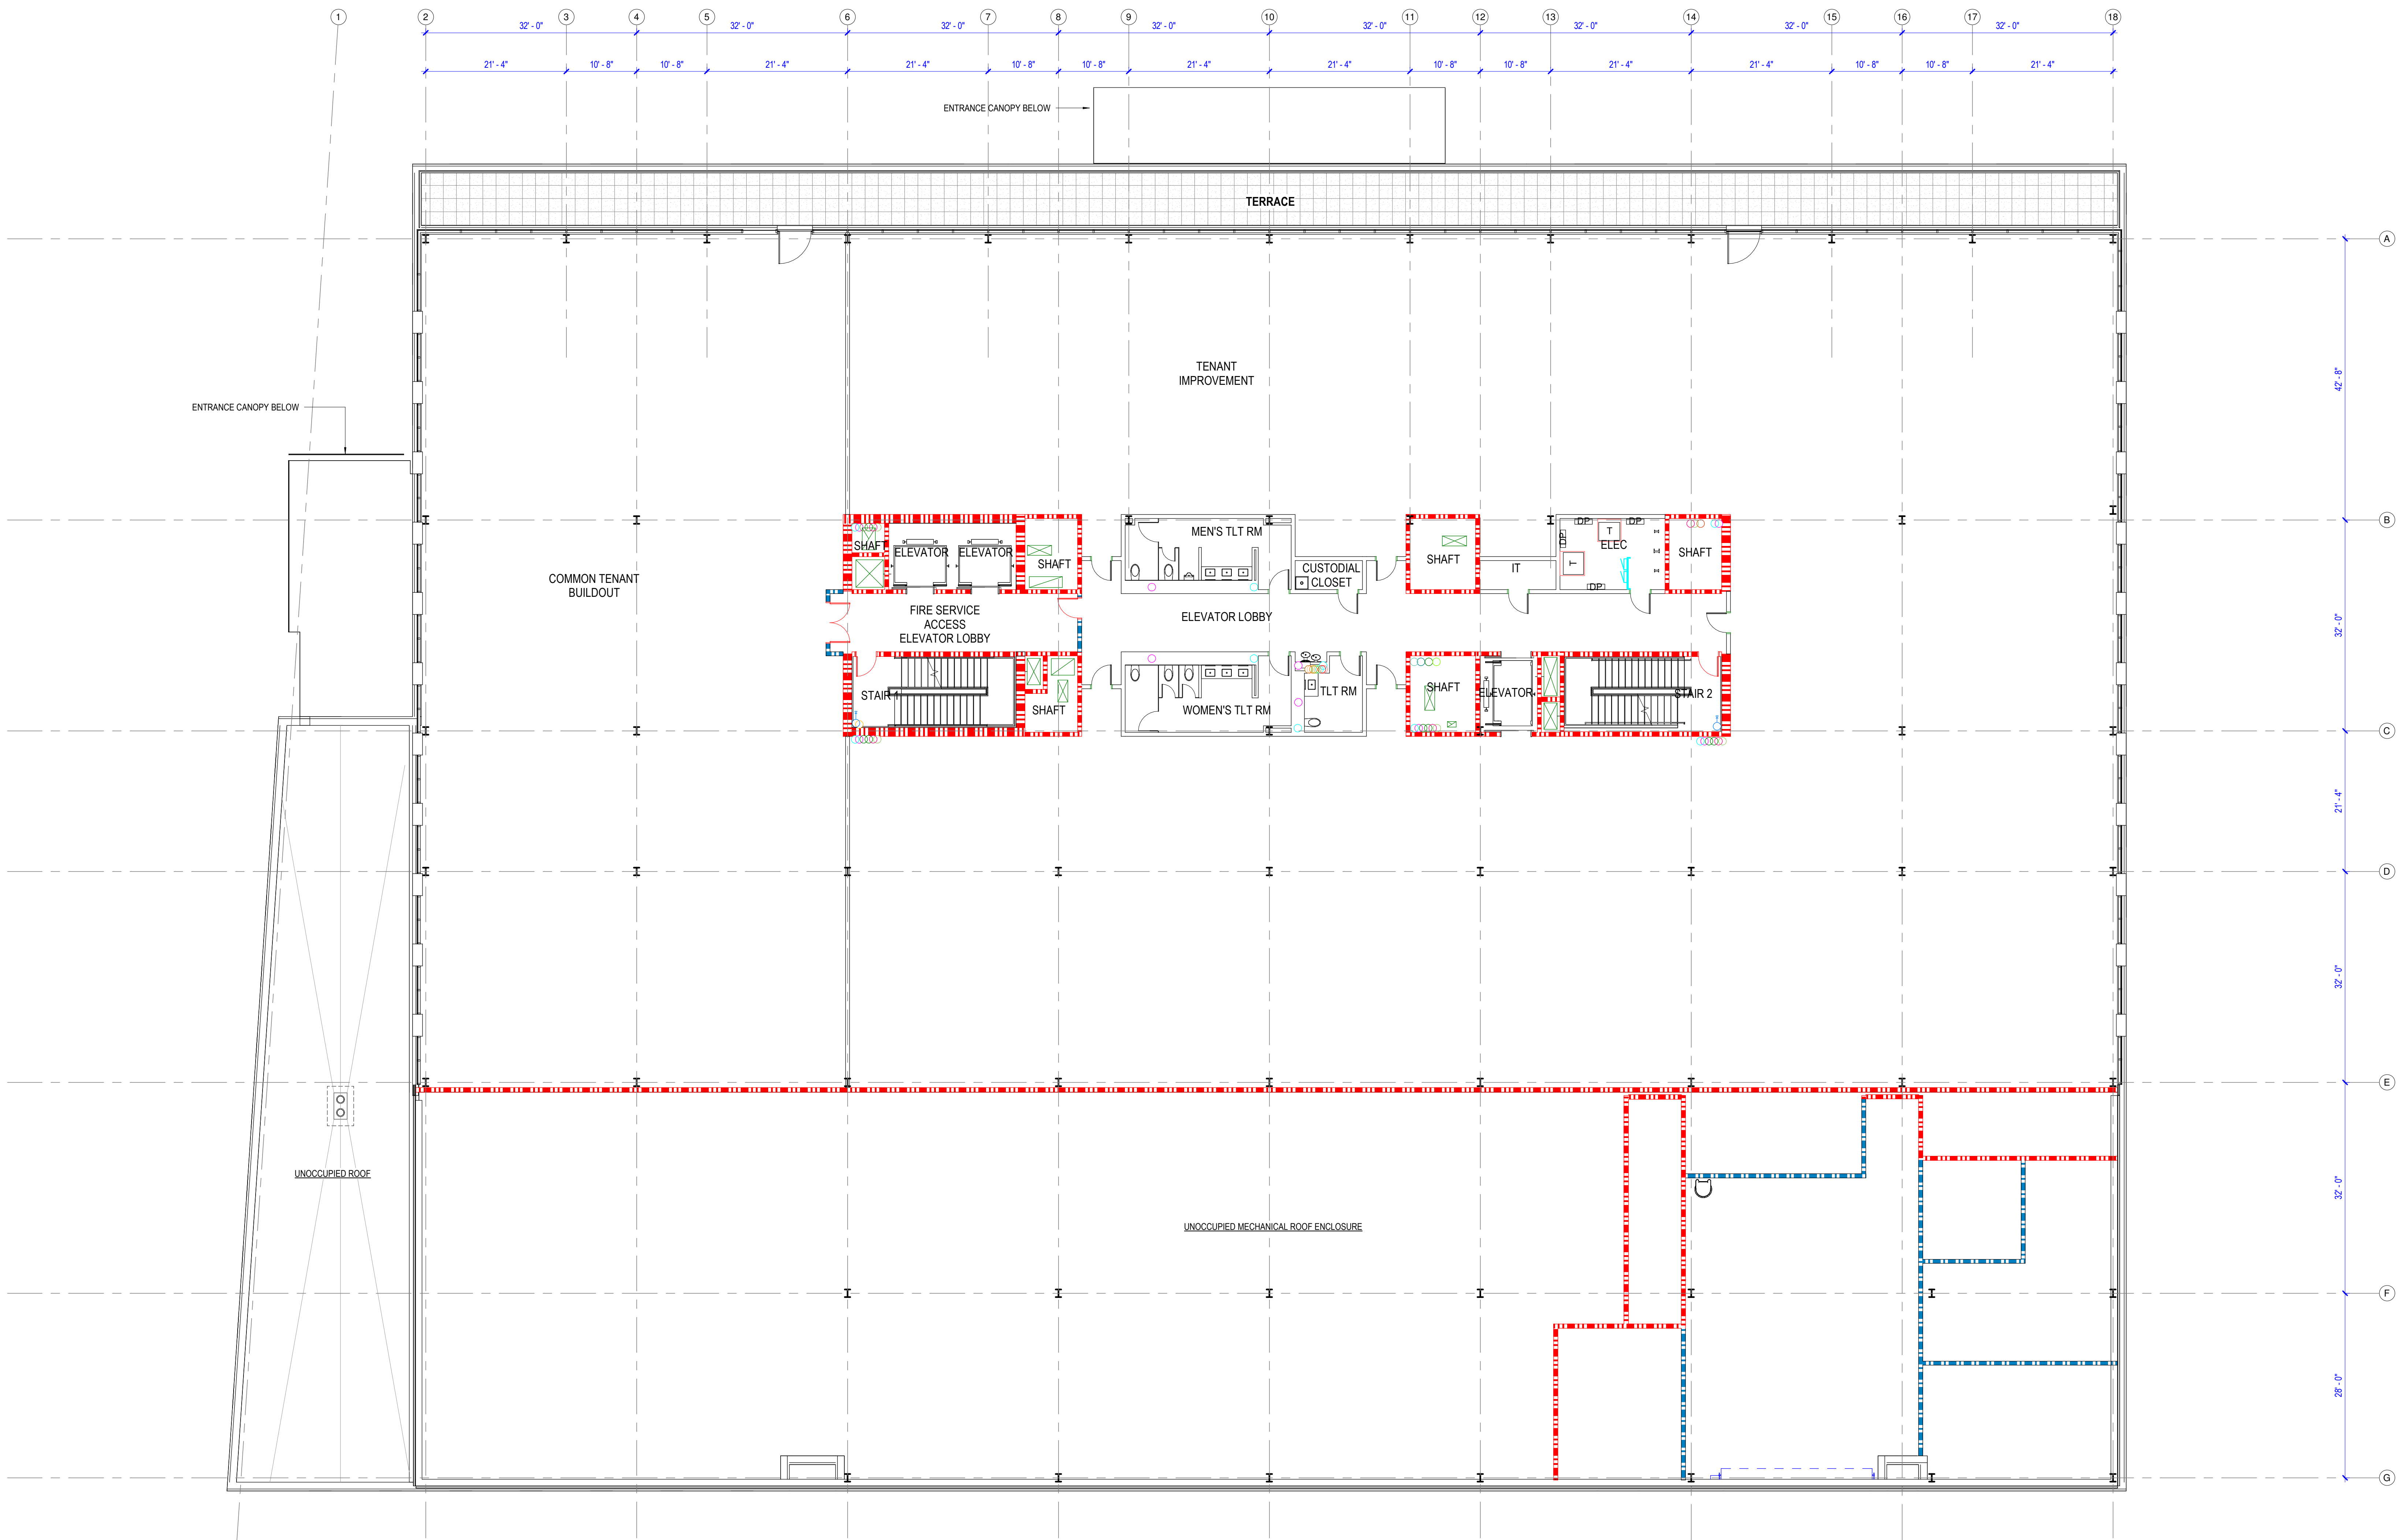 1 2 3 4 5 6 7 8 9 10 11 12 13 14 15 16 17 18
32' - 0" 32' - 0" 32' - 0" 32' - 0" 32' - 0" 32' - 0" 32' - 0" 32' - 0"
21' - 4" 10' - 8" 10' - 8" 21' - 4" 21' - 4" 10' - 8" 10' - 8" 21' - 4" 21' - 4" 10' - 8" 10' - 8" 21' - 4" 21' - 4" 10' - 8" 10' - 8" 21' - 4"
ENTRANCE CANOPY BELOW
TERRACE
A
TENANT
IMPROVEMENT
42' - 8"
ENTRANCE CANOPY BELOW
B
COMMON TENANT
BUILDOUT
SHAFT
ELEVATOR
ELEVATOR
SHAFT
MEN'S TLT RM
CUSTODIAL
CLOSET
SHAFT
IT
DP
DP
DP
T
ELEC
T
DP
SHAFT
FIRE SERVICE
ACCESS
ELEVATOR LOBBY
ELEVATOR LOBBY
32' - 0"
STAIR 1
SHAFT
WOMEN'S TLT RM
TLT RM
SHAFT
ELEVATOR
STAIR 2
C
21' - 4"
D
32' - 0"
E
UNOCCUPIED ROOF
UNOCCUPIED MECHANICAL ROOF ENCLOSURE
32' - 0"
F
28' - 0"
G